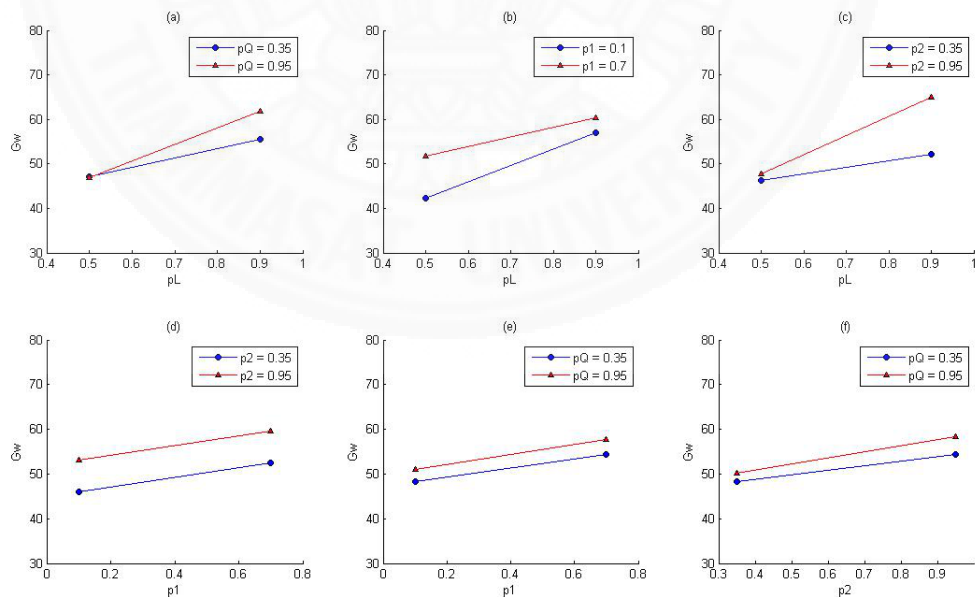 (a)
80
70
60
50
40
30
Gw
pQ = 0.35
pQ = 0.95
0.4 0.5 0.6 0.7 0.8 0.9 1
pL
(b)
80
70
60
50
40
30
Gw
p1 = 0.1
p1 = 0.7
0.4 0.5 0.6 0.7 0.8 0.9 1
pL
(c)
80
70
60
50
40
30
Gw
p2 = 0.35
p2 = 0.95
0.4 0.5 0.6 0.7 0.8 0.9 1
pL
(d)
80
70
60
50
40
30
Gw
p2 = 0.35
p2 = 0.95
0 0.2 0.4 0.6 0.8
p1
(e)
80
70
60
50
40
30
Gw
pQ = 0.35
pQ = 0.95
0 0.2 0.4 0.6 0.8
p1
(f)
80
70
60
50
40
30
Gw
pQ = 0.35
pQ = 0.95
0.3 0.4 0.5 0.6 0.7 0.8 0.9
p2